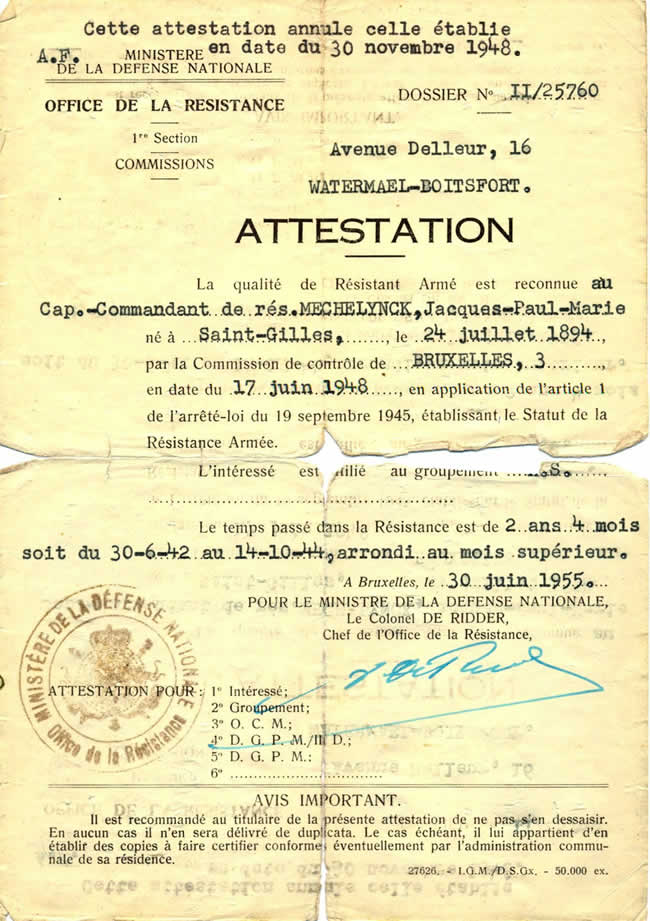 Cette attestation annule celle établie
en date du 30 novembre 1948.
A.F. MINISTERE
DE LA DEFENSE NATIONALE
OFFICE DE LA RESISTANCE
1re Section
COMMISSIONS
DOSSIER No II/25760
Avenue Delleur, 16
WATERMAEL-BOITSFORT.
ATTESTATION
La qualité de Résistant Armé est reconnue au
Cap.-Commandant de rés. MECHELYNCK, Jacques-Paul-Marie
né à Saint-Gilles, le 24 juillet 1894,
par la Commission de contrôle de BRUXELLES, 3
en date du 17 juin 1948, en application de l'article 1
de l'arrêté-loi du 19 septembre 1945, établissant le Statut de la
Résistance Armée.
L'intéressé est au groupement S.
Le temps passé dans la Résistance est de 2 ans 4 mois
soit du 30-6-42 au 14-10-44, arrondi au mois supérieur.
A Bruxelles, le 30 juin 1955.
POUR LE MINISTRE DE LA DEFENSE NATIONALE,
Le Colonel DE RIDDER,
Chef de l'Office de la Résistance,
MINISTÈRE DE LA DÉFENSE NATIONALE
Office de la Résistance
ATTESTATION POUR : 1o Intéressé;
2o Groupement;
3o O. C. M.;
4o D. G. P. M./III D.;
5o D. G. P. M.;
6o
AVIS IMPORTANT.
Il est recommandé au titulaire de la présente attestation de ne pas s'en dessaisir.
En aucun cas il n'en sera délivré de duplicata. Le cas échéant, il lui appartient d'en
établir des copies à faire certifier conformes éventuellement par l'administration commu-
nale de sa résidence.
27626. - I.G.M./D.S.Gx. - 50.000 ex.